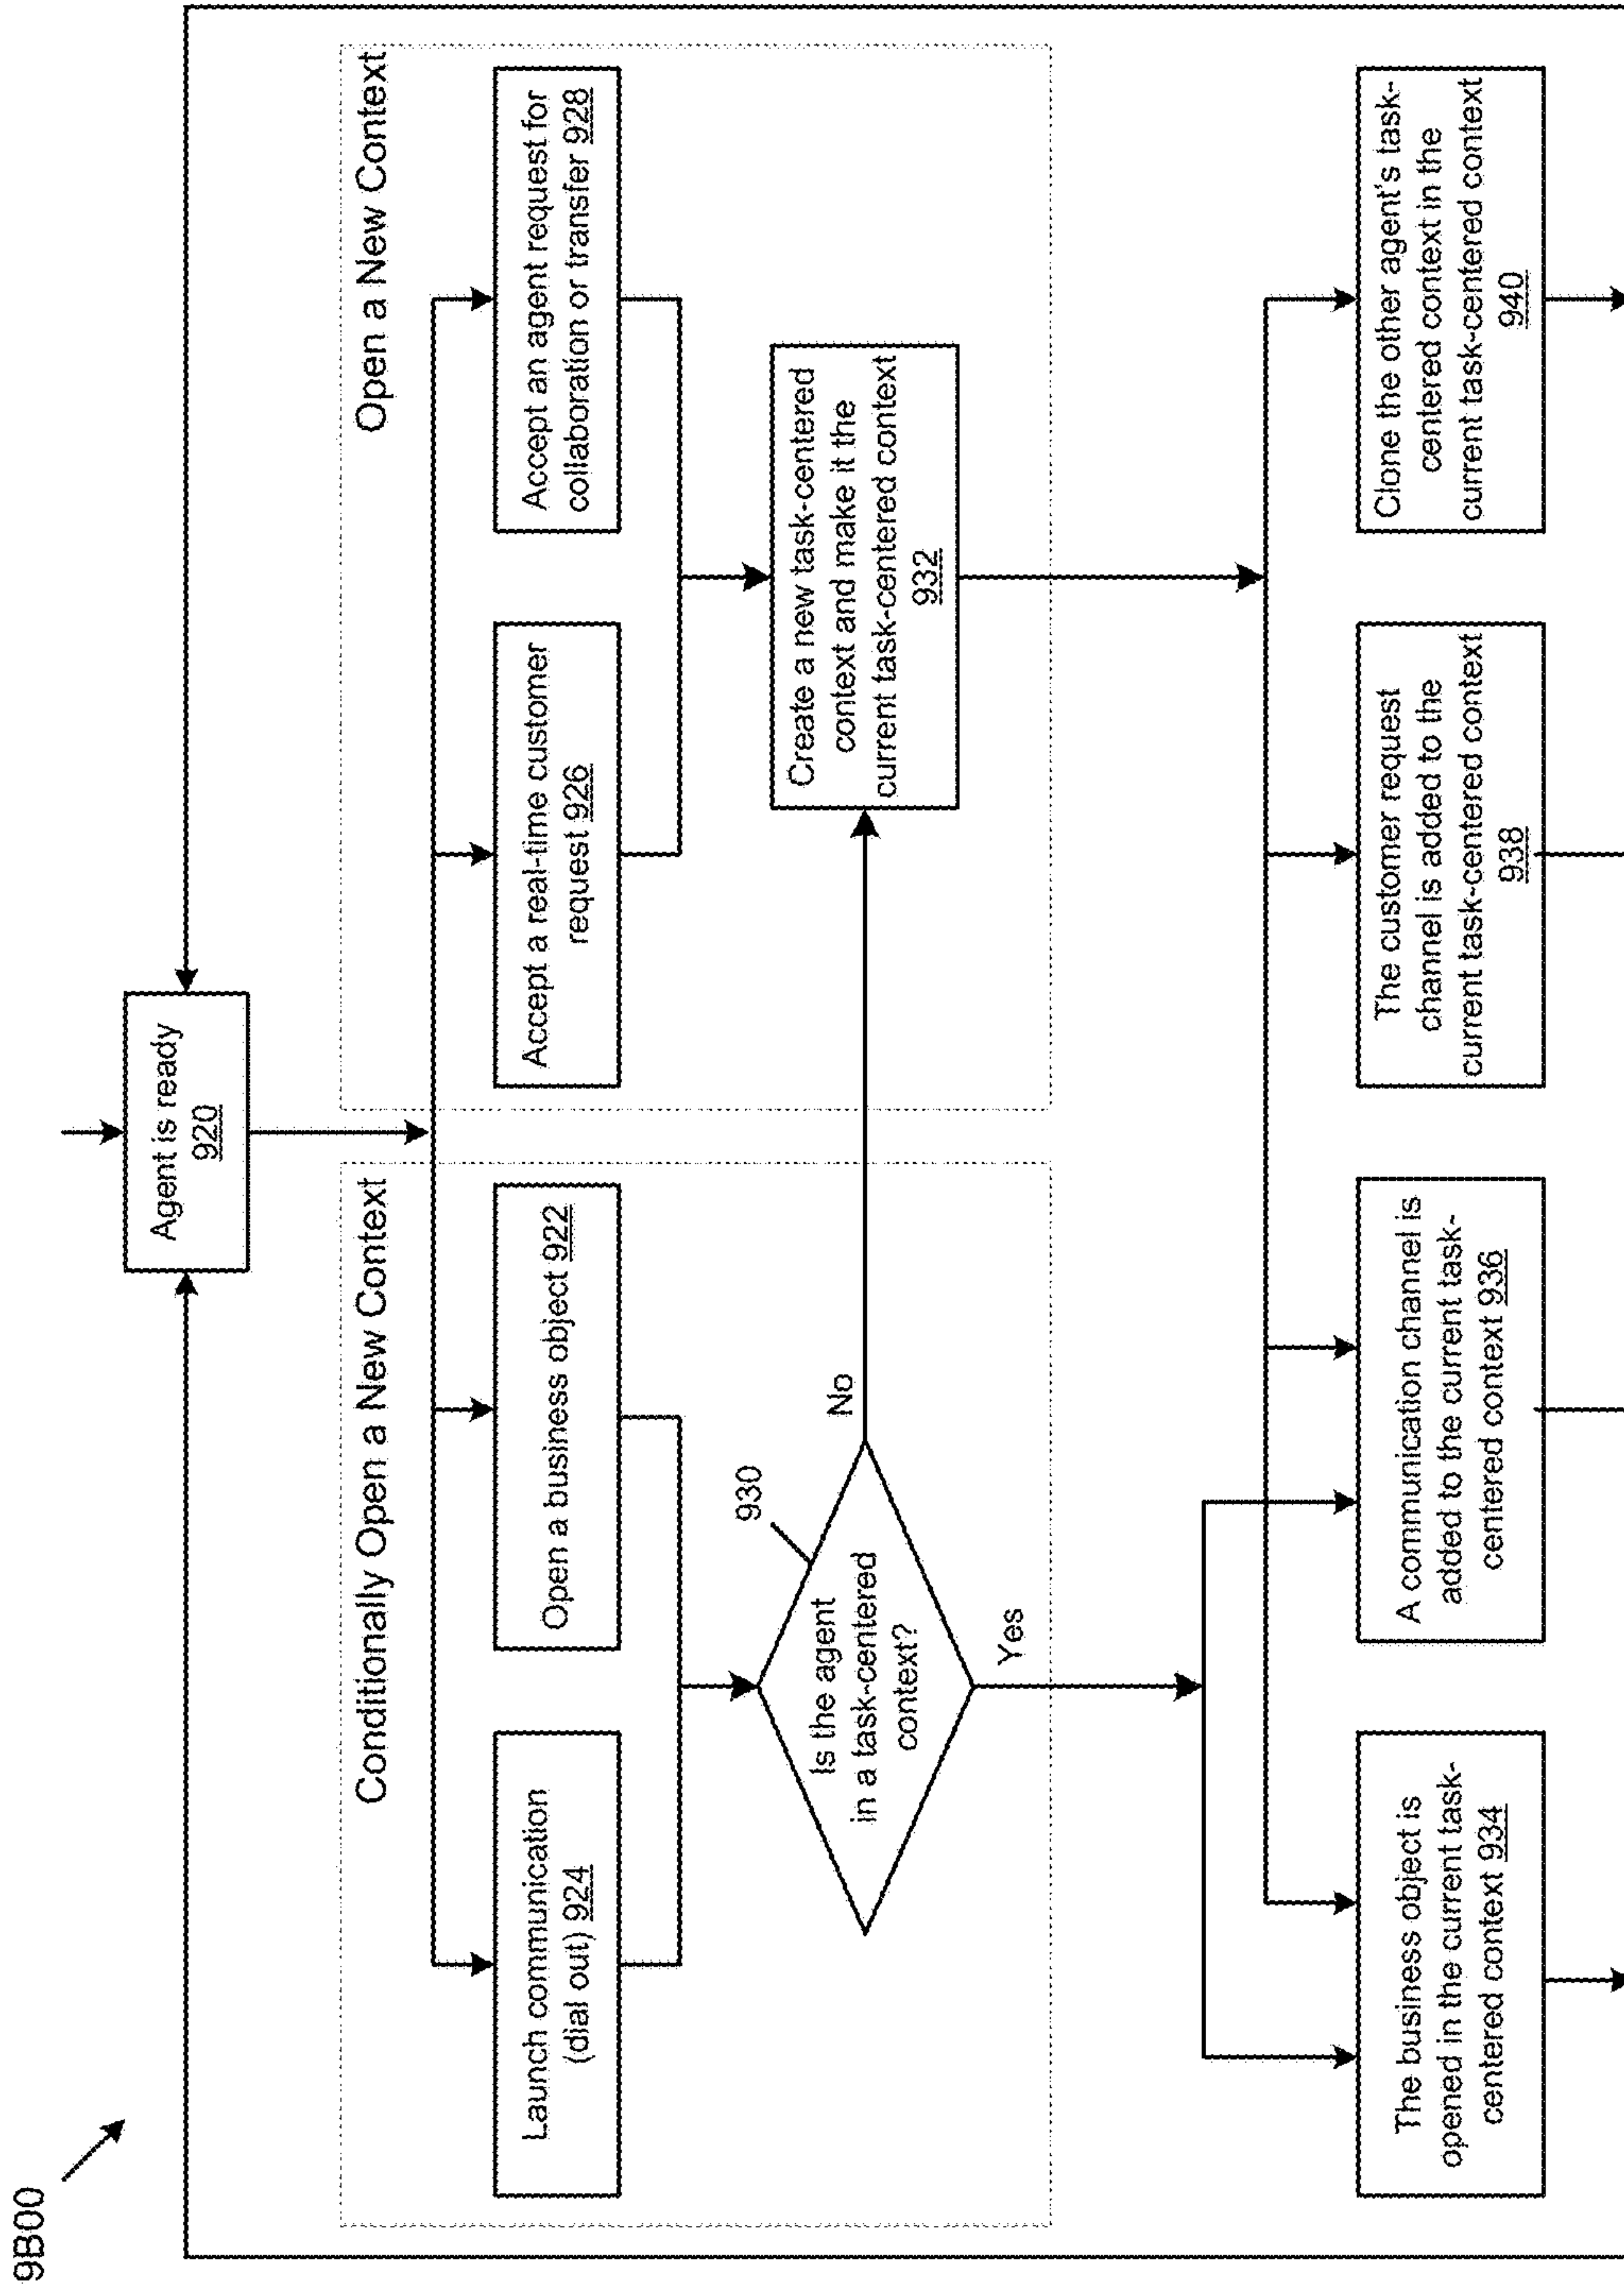 9B00
Agent is ready
920
Conditionally Open a New Context
Open a New Context
Launch communication
(dial out) 924
Open a business object 922
Accept a real-time customer
request 926
Accept an agent request for
collaboration or transfer 928
930
Is the agent
in a task-centered
context?
No
Yes
Create a new task-centered
context and make it the
current task-centered context
932
The business object is
opened in the current task-
centered context 934
A communication channel is
added to the current task-
centered context 936
The customer request
channel is added to the
current task-centered context
938
Clone the other agent's task-
centered context in the
current task-centered context
940